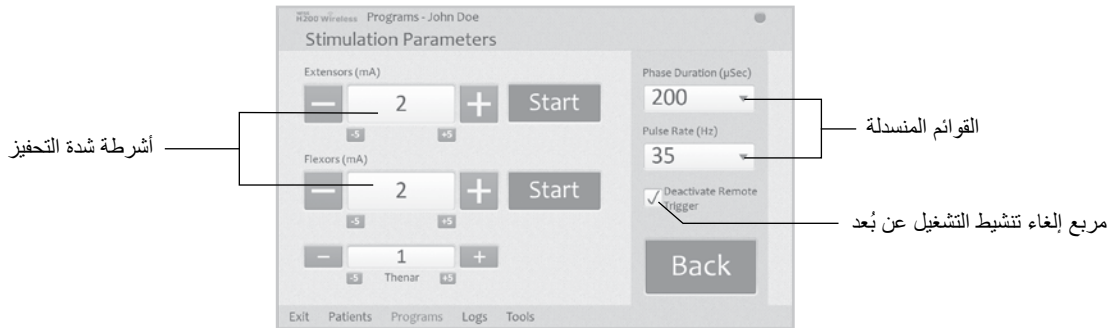 H200 Wireless Programs - John Doe
Stimulation Parameters
Extensors (mA)
2
Start
-5
+5
Flexors (mA)
2
Start
-5
+5
1
-5
Thenar
+5
Phase Duration (µSec)
200
Pulse Rate (Hz)
35
Deactivate Remote
Trigger
Back
Exit Patients Programs Logs Tools
أشرطة شدة التحفيز
القوائم المنسدلة
مربع إلغاء تنشيط التشغيل عن بُعد